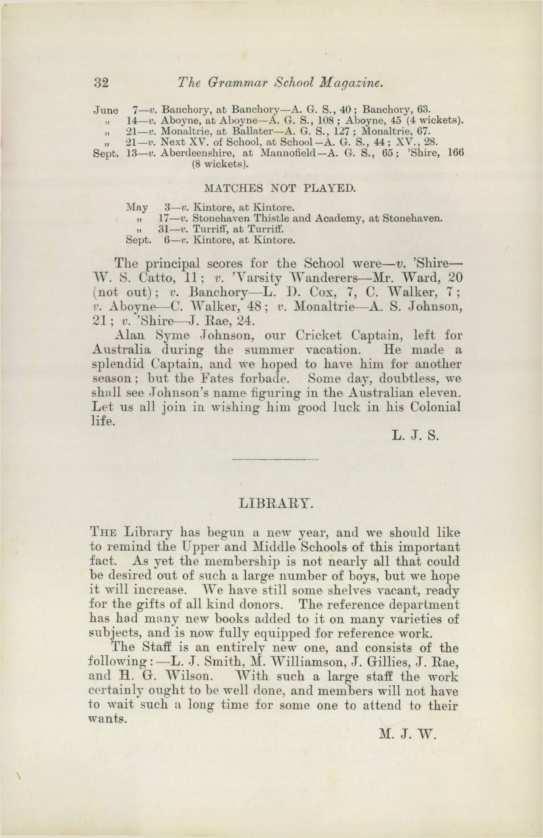 32 The Grammar School Magazine.
June 7—v. Banchory, at Banchory—A. G. S., 40; Banchory, 63.
„ 14—v. Aboyne, at Aboyne—A. G. S., 108; Aboyne, 45 (4 wickets).
„ 21—v. Monaltrie, at Ballater—A. G. S., 127; Monaltrie, 67.
„ 21—v. Next XV. of School, at School—A. G. S., 44; XV., 28.
Sept. 13—v. Aberdeenshire, at Mannofield—A. G. S., 65; 'Shire, 166
(8 wickets).
MATCHES NOT PLAYED.
May 3—v. Kintore, at Kintore.
„ 17—v. Stonehaven Thistle and Academy, at Stonehaven.
„ 31—v. Turriff, at Turriff.
Sept. 6—v. Kintore, at Kintore.
The principal scores for the School were—v. 'Shire—
W. S. Catto, 11; v. 'Varsity Wanderers—Mr. Ward, 20
(not out); v. Banchory—L. D. Cox, 7, C. Walker, 7;
v. Aboyne—C. Walker, 48; v. Monaltrie—A. S. Johnson,
21; v. 'Shire—J. Rae, 24.
Alan Syme Johnson, our Cricket Captain, left for
Australia during the summer vacation. He made a
splendid Captain, and we hoped to have him for another
season; but the Fates forbade. Some day, doubtless, we
shall see Johnson's name figuring in the Australian eleven.
Let us all join in wishing him good luck in his Colonial
life.
L. J. S.
LIBRARY.
THE Library has begun a new year, and we should like
to remind the Upper and Middle Schools of this important
fact. As yet the membership is not nearly all that could
be desired out of such a large number of boys, but we hope
it will increase. We have still some shelves vacant, ready
for the gifts of all kind donors. The reference department
has had many new books added to it on many varieties of
subjects, and is now fully equipped for reference work.
The Staff is an entirely new one, and consists of the
following:—L. J. Smith, M. Williamson, J. Gillies, J. Rae,
and H. G. Wilson. With such a large staff the work
certainly ought to be well done, and members will not have
to wait such a long time for some one to attend to their
wants.
M. J. W.